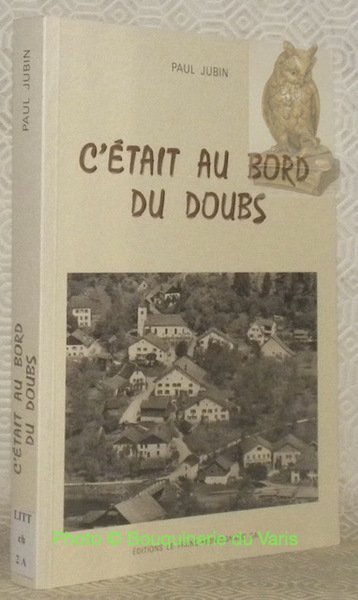 PAUL JUBIN
C'ÉTAIT AU BORD
DU DOUBS
Photo © Bouquinerie du Varis
ÉDITIONS LE
PAUL JUBIN
C'ÉTAIT AU BORD
DU DOUBS
LITT
ch
2 A